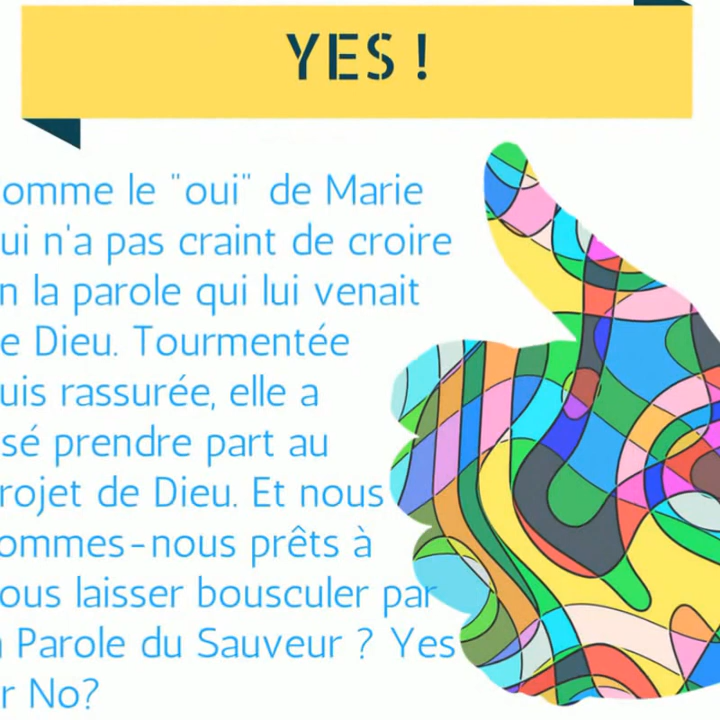 YES !
omme le "oui" de Marie
ui n'a pas craint de croire
n la parole qui lui venait
e Dieu. Tourmentée
uis rassurée, elle a
sé prendre part au
rojet de Dieu. Et nous
ommes-nous prêts à
ous laisser bousculer par
Parole du Sauveur ? Yes
r No?